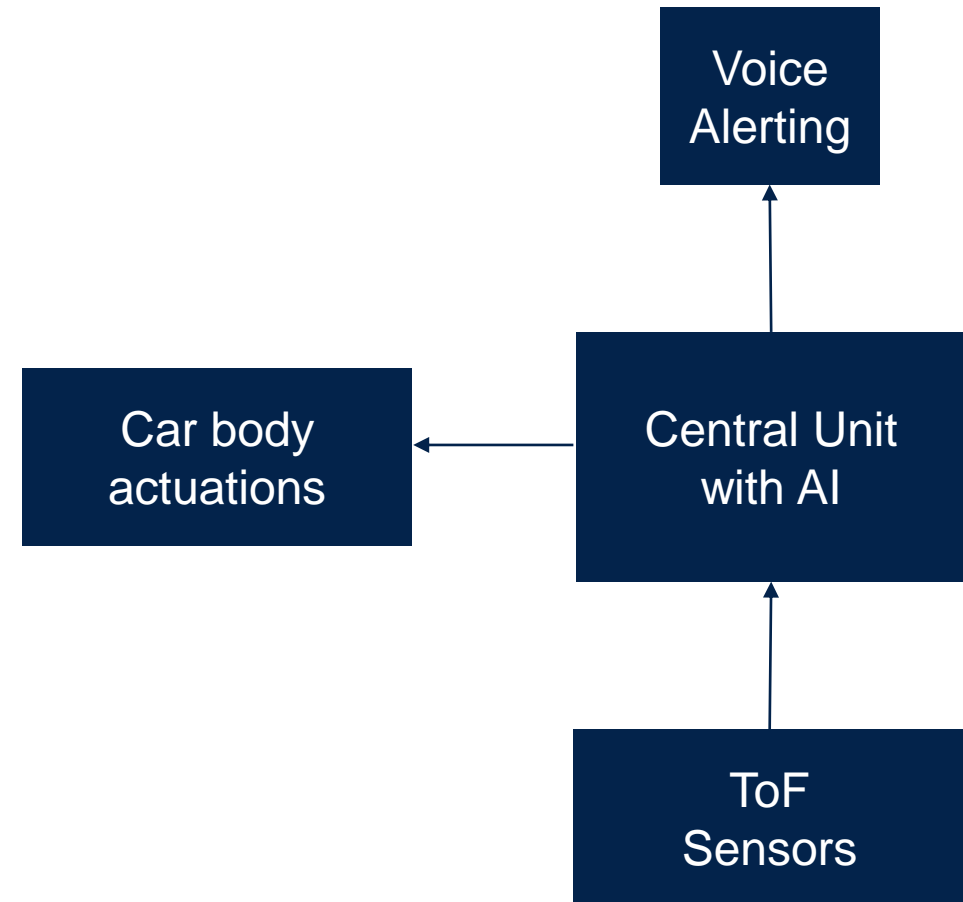 Voice
Alerting
Car body
actuations
Central Unit
with AI
ToF
Sensors